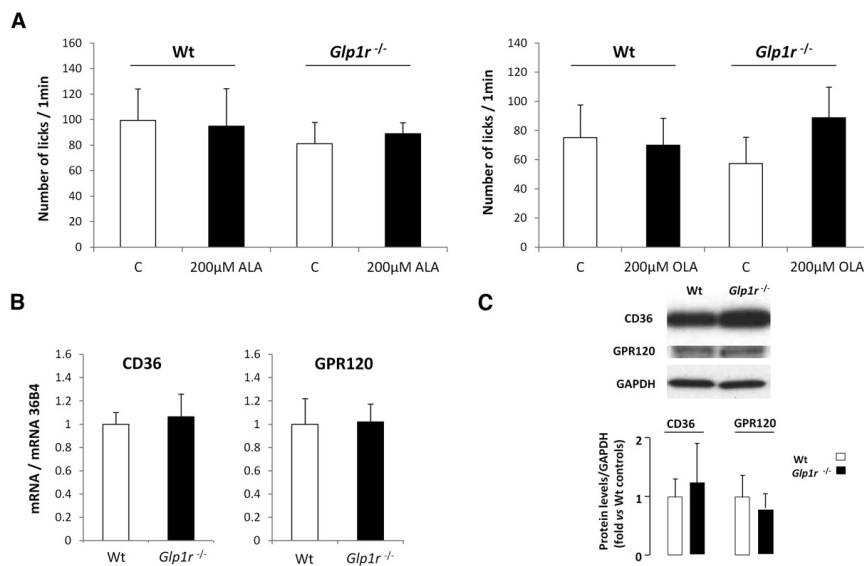 A
Number of licks / 1min
160
140
120
100
80
60
40
20
0
Wt
Glp1r -/-
C
200µM ALA
C
200µM ALA
Number of licks / 1min
140
120
100
80
60
40
20
0
Wt
Glp1r -/-
C
200µM OLA
C
200µM OLA
B
mRNA / mRNA 36B4
1.6
1.4
1.2
1
0.8
0.6
0.4
0.2
0
CD36
Wt
Glp1r -/-
1.6
1.4
1.2
1
0.8
0.6
0.4
0.2
0
GPR120
Wt
Glp1r -/-
C
Wt
Glp1r -/-
CD36
GPR120
GAPDH
Protein levels/GAPDH
(fold vs Wt controls)
2
1
0
CD36
GPR120
Wt
Glp1r -/-